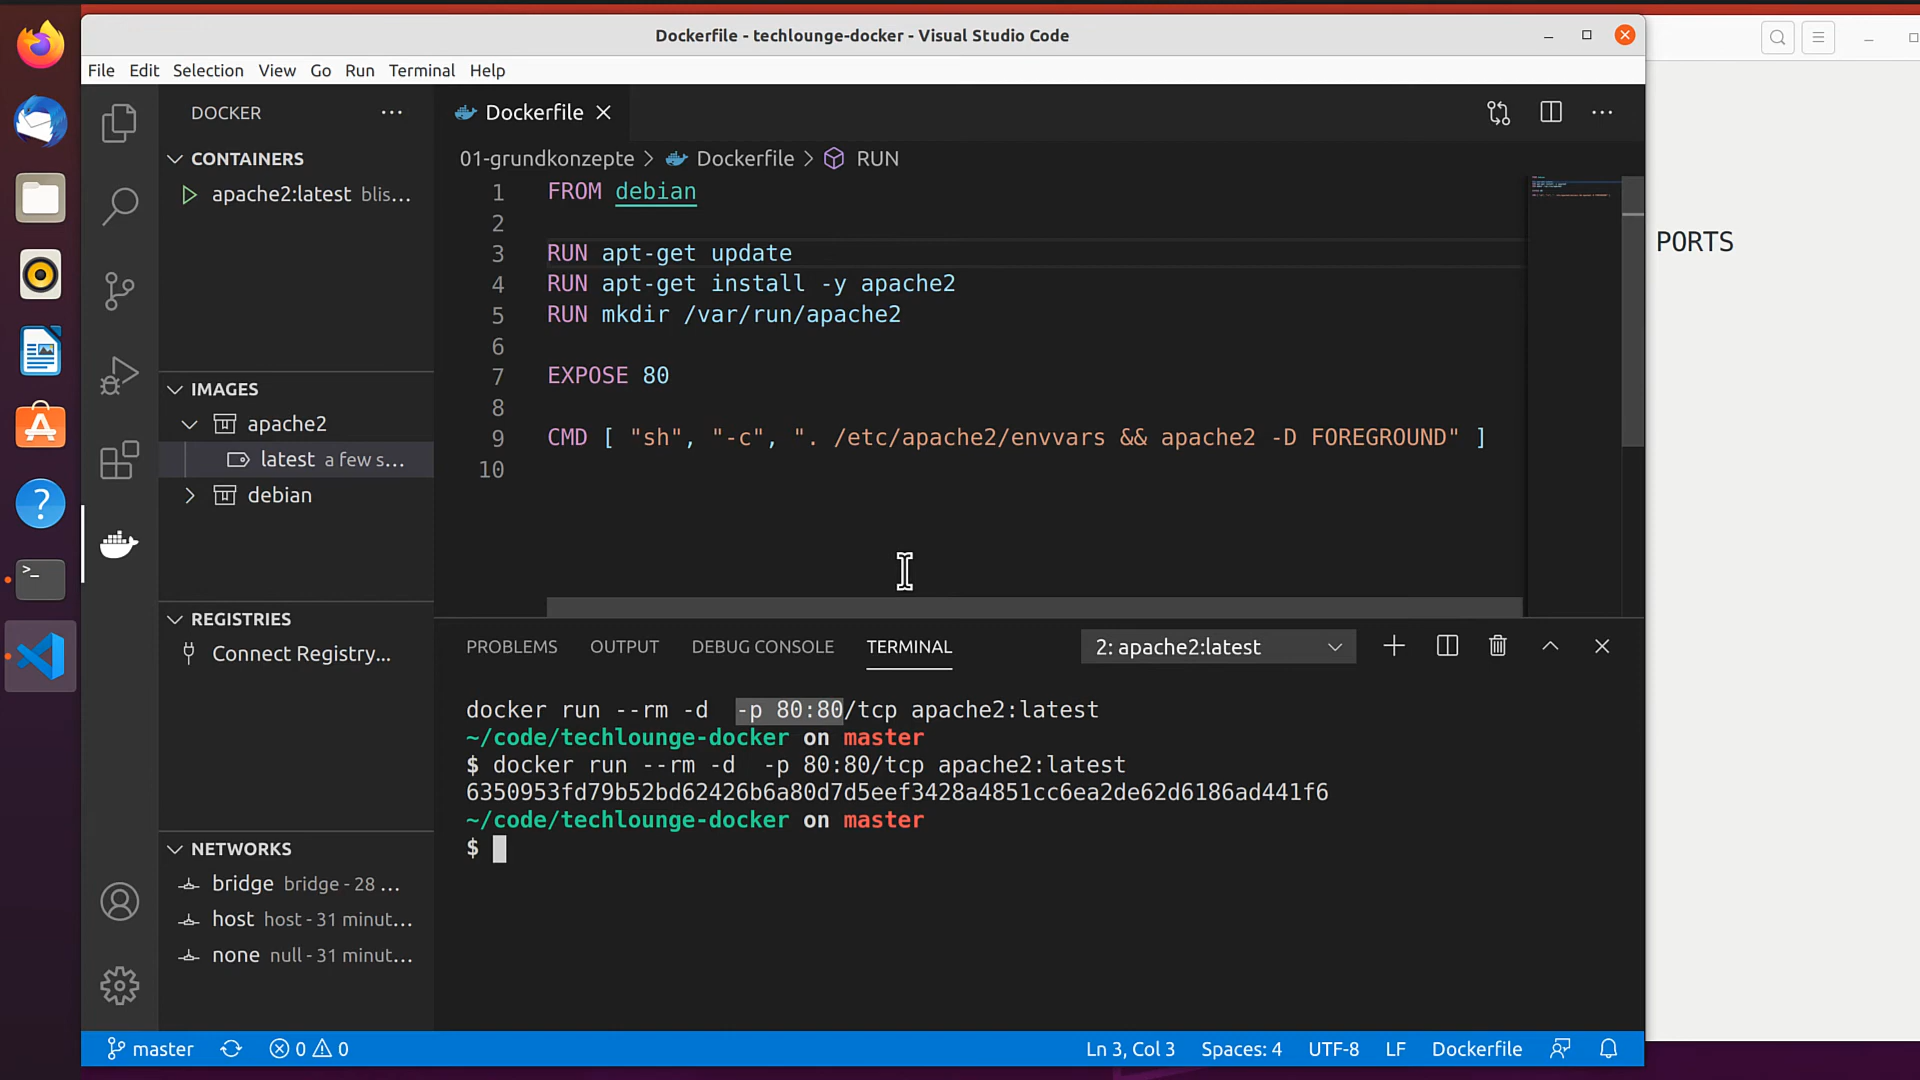 Dockerfile - techlounge-docker - Visual Studio Code
File Edit Selection View Go Run Terminal Help
DOCKER ...
CONTAINERS
apache2:latest blis...
IMAGES
apache2
latest a few s...
debian
REGISTRIES
Connect Registry...
NETWORKS
bridge bridge - 28 ...
host host - 31 minut...
none null - 31 minut...
Dockerfile
01-grundkonzepte > Dockerfile > RUN
1 FROM debian
2
3 RUN apt-get update
4 RUN apt-get install -y apache2
5 RUN mkdir /var/run/apache2
6
7 EXPOSE 80
8
9 CMD [ "sh", "-c", ". /etc/apache2/envvars && apache2 -D FOREGROUND" ]
10
PROBLEMS OUTPUT DEBUG CONSOLE TERMINAL 2: apache2:latest
docker run --rm -d  -p 80:80/tcp apache2:latest
~/code/techlounge-docker on master
$ docker run --rm -d  -p 80:80/tcp apache2:latest
6350953fd79b52bd62426b6a80d7d5eef3428a4851cc6ea2de62d6186ad441f6
~/code/techlounge-docker on master
$
master 0 0 Ln 3, Col 3 Spaces: 4 UTF-8 LF Dockerfile
PORTS